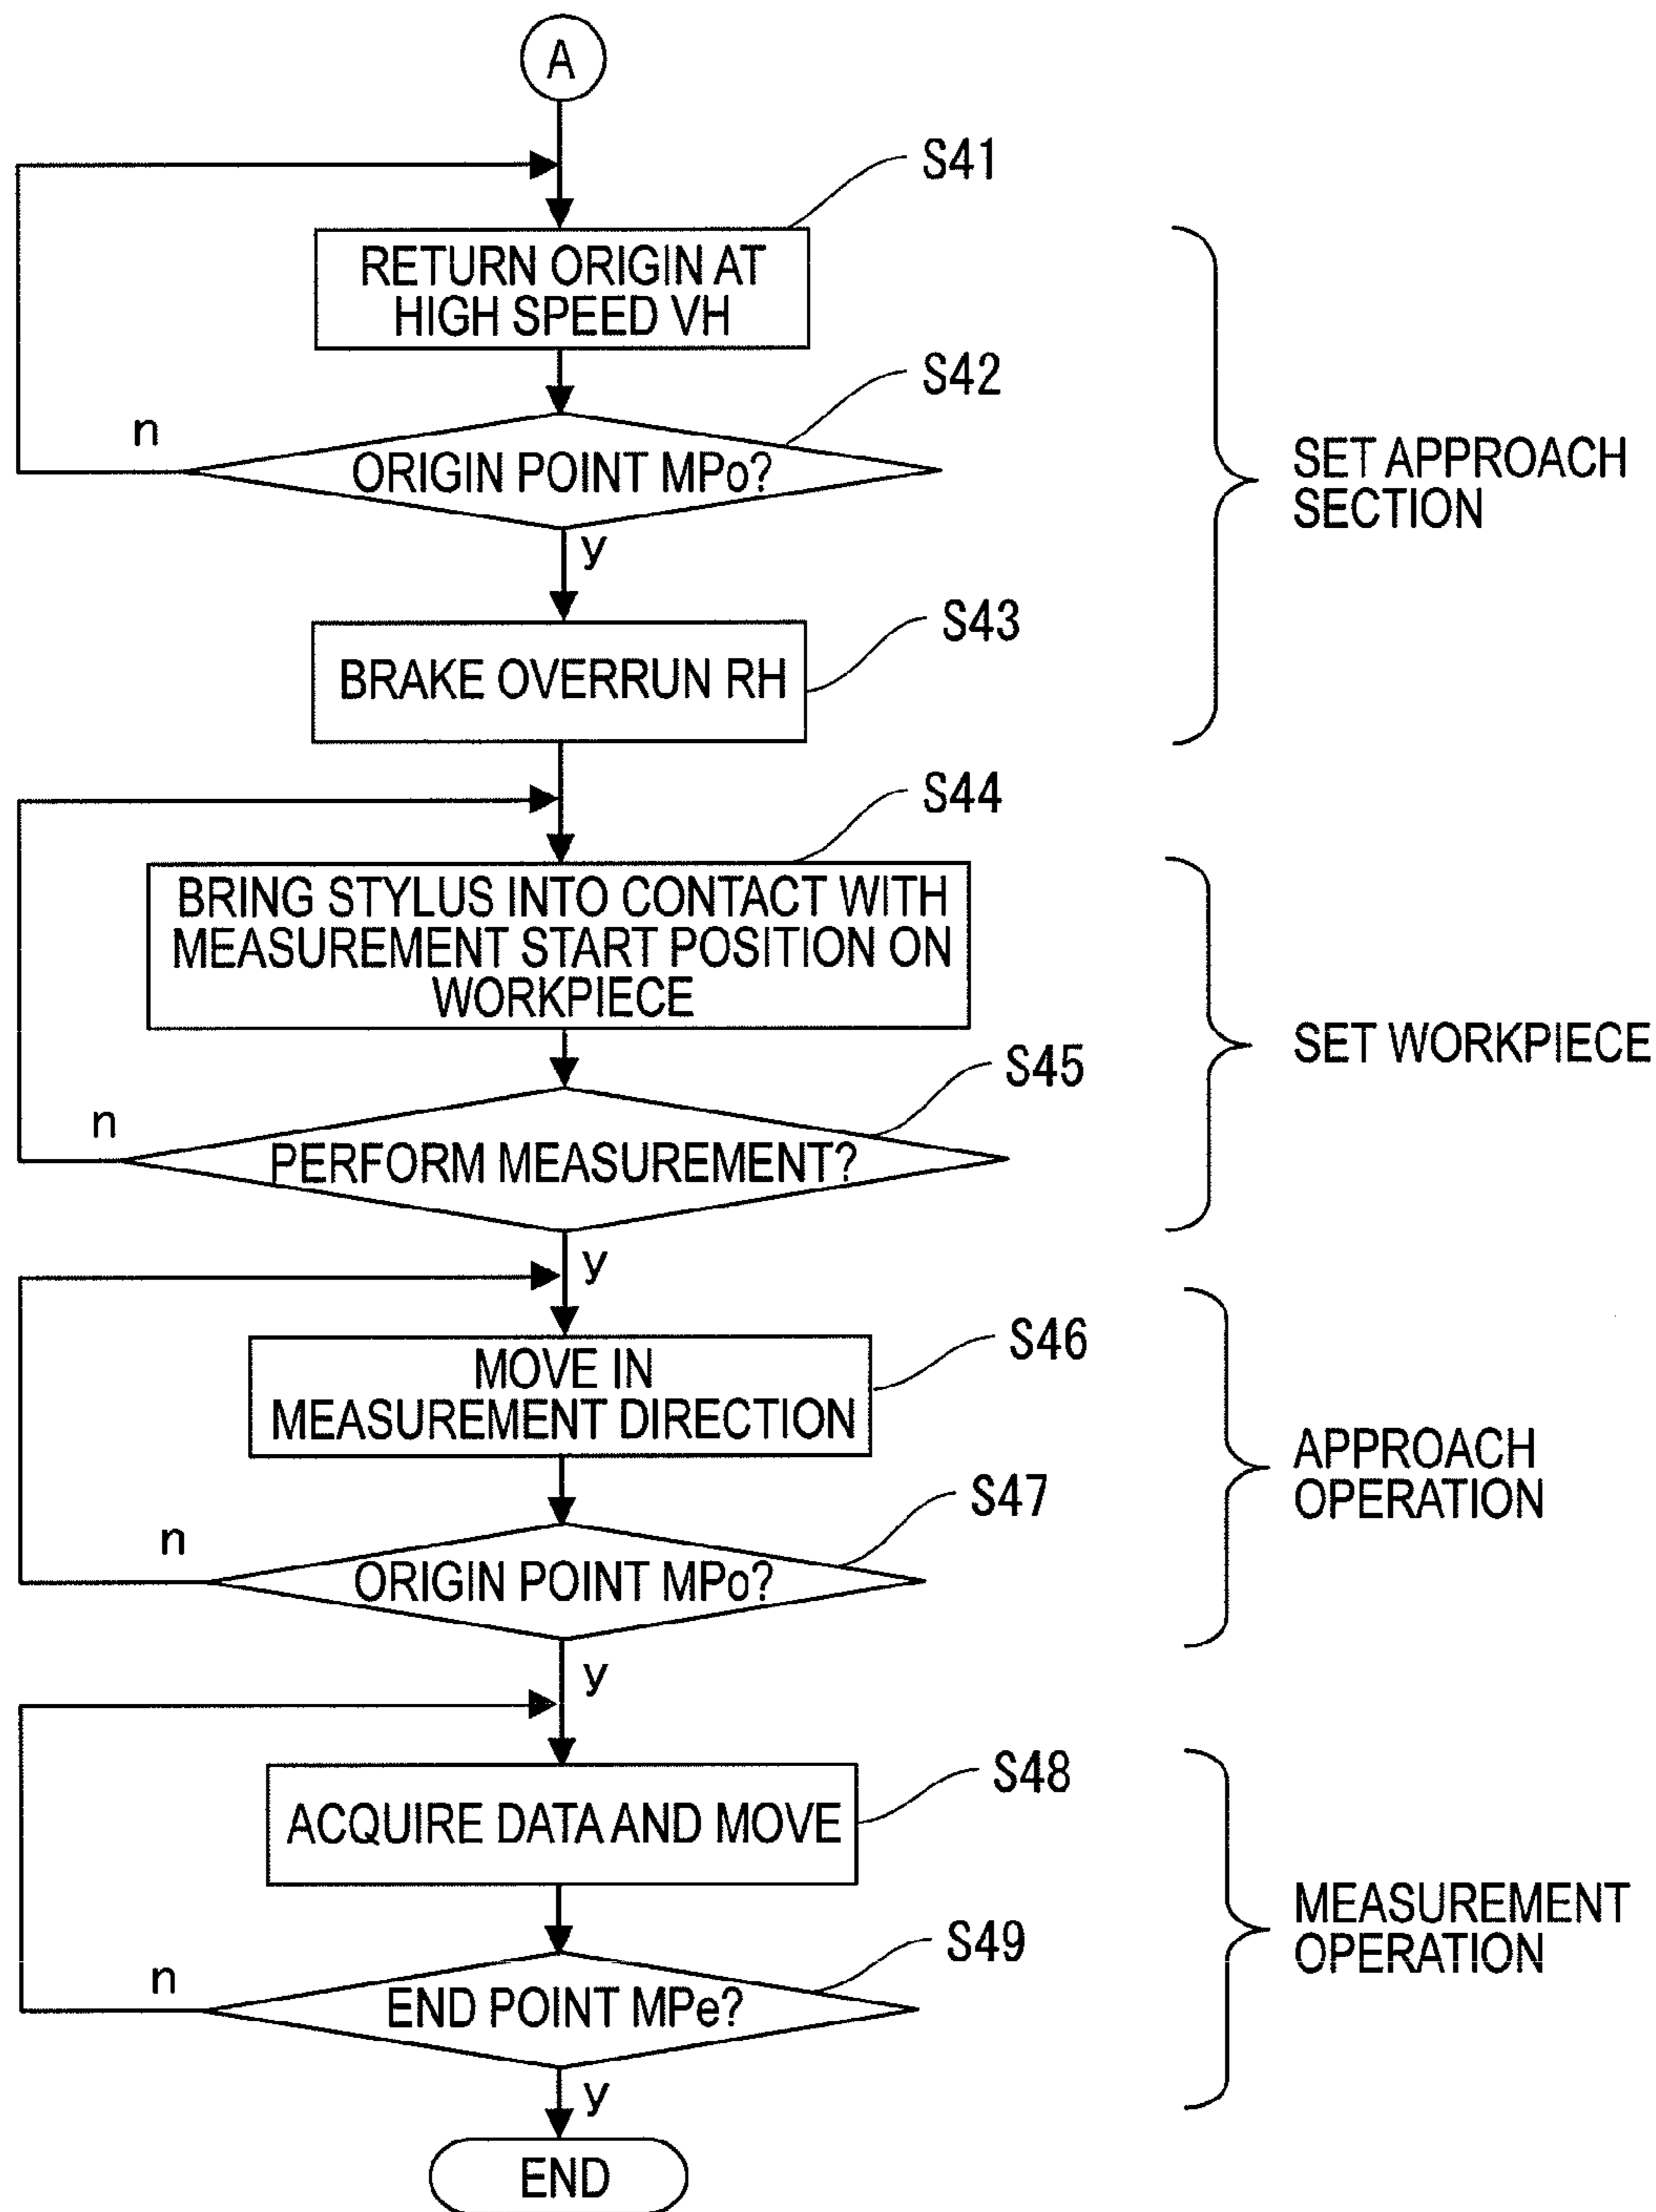 A
S41
RETURN ORIGIN AT
HIGH SPEED VH
S42
n
ORIGIN POINT MPo?
y
SET APPROACH
SECTION
S43
BRAKE OVERRUN RH
S44
BRING STYLUS INTO CONTACT WITH
MEASUREMENT START POSITION ON
WORKPIECE
SET WORKPIECE
S45
n
PERFORM MEASUREMENT?
y
S46
MOVE IN
MEASUREMENT DIRECTION
APPROACH
OPERATION
S47
n
ORIGIN POINT MPo?
y
S48
ACQUIRE DATA AND MOVE
MEASUREMENT
OPERATION
S49
n
END POINT MPe?
y
END